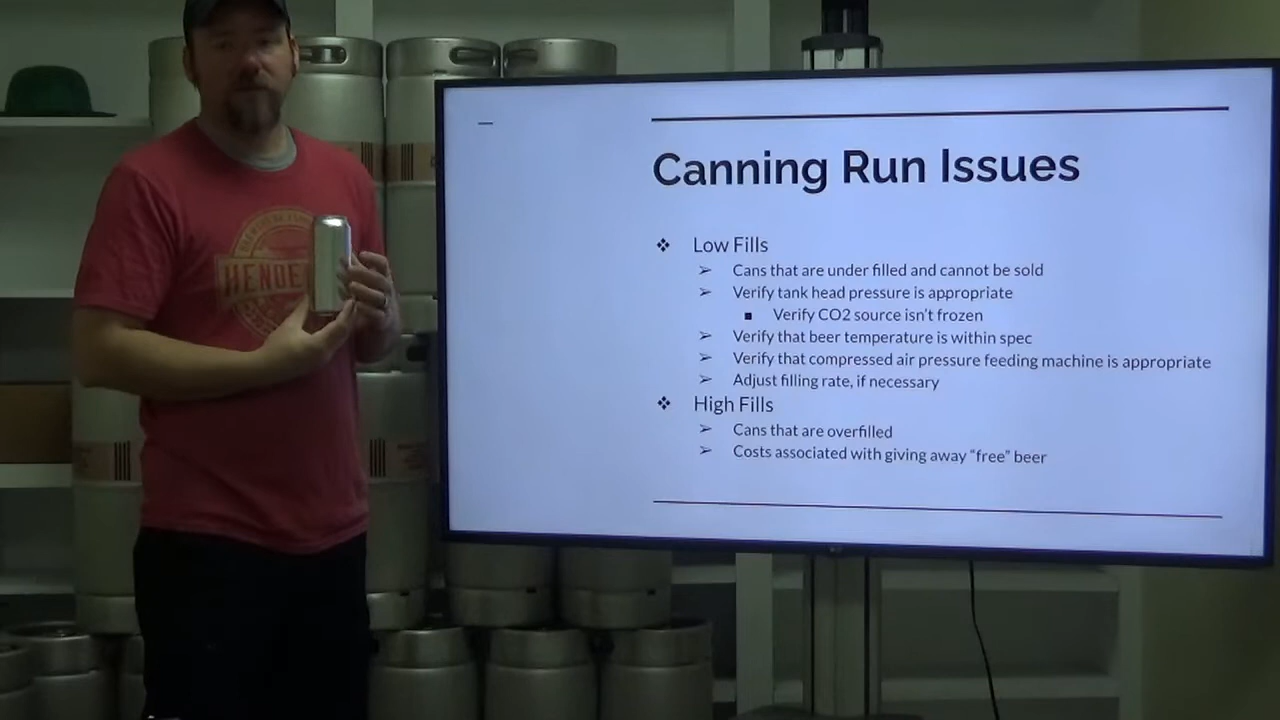 Canning Run Issues
❖ Low Fills
➢ Cans that are under filled and cannot be sold
➢ Verify tank head pressure is appropriate
■ Verify CO2 source isn't frozen
➢ Verify that beer temperature is within spec
➢ Verify that compressed air pressure feeding machine is appropriate
➢ Adjust filling rate, if necessary
❖ High Fills
➢ Cans that are overfilled
➢ Costs associated with giving away “free” beer